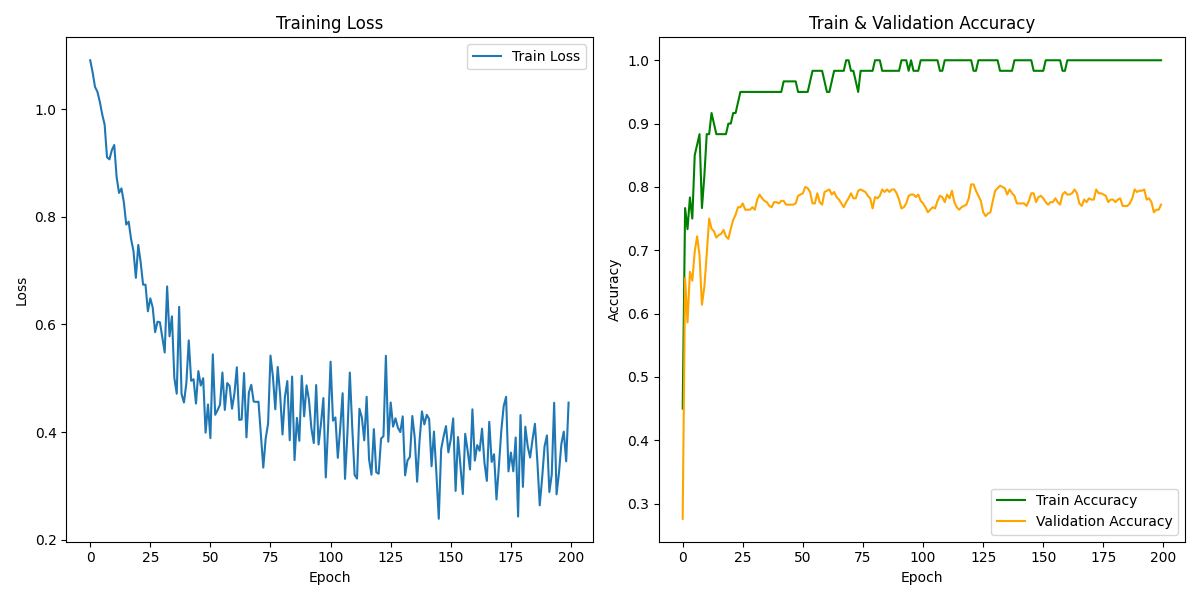 Training Loss
Train Loss
Loss
1.0
0.8
0.6
0.4
0.2
0 25 50 75 100 125 150 175 200
Epoch
Train & Validation Accuracy
Accuracy
1.0
0.9
0.8
0.7
0.6
0.5
0.4
0.3
Train Accuracy
Validation Accuracy
0 25 50 75 100 125 150 175 200
Epoch